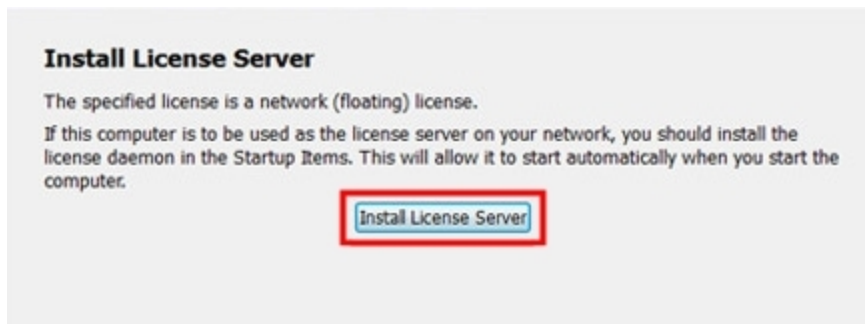 Install License Server
The specified license is a network (floating) license.
If this computer is to be used as the license server on your network, you should install the
license daemon in the Startup Items. This will allow it to start automatically when you start the
computer.
Install License Server